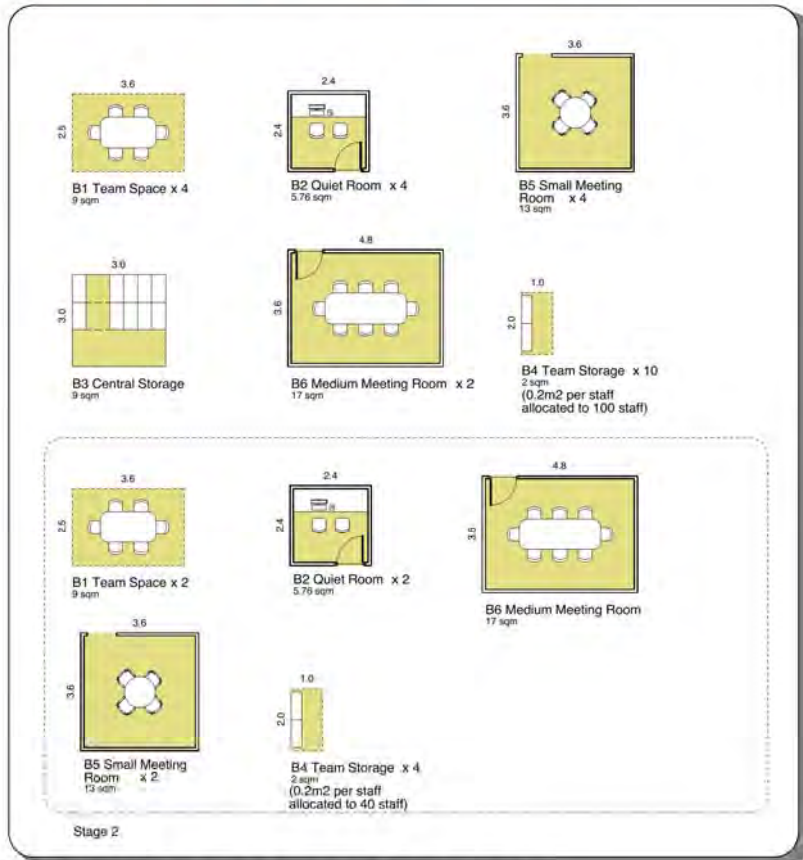 3.6
2.5
B1 Team Space x 4
9 sqm
2.4
2.4
B2 Quiet Room x 4
5.76 sqm
3.6
3.6
B5 Small Meeting
Room x 4
13 sqm
3.0
3.0
B3 Central Storage
9 sqm
4.8
3.6
B6 Medium Meeting Room x 2
17 sqm
1.0
2.0
B4 Team Storage x 10
2 sqm
(0.2m2 per staff
allocated to 100 staff)
3.6
2.5
B1 Team Space x 2
9 sqm
2.4
2.4
B2 Quiet Room x 2
5.76 sqm
4.8
B6 Medium Meeting Room
17 sqm
3.6
3.6
B5 Small Meeting
Room x 2
13 sqm
1.0
2.0
B4 Team Storage x 4
2 sqm
(0.2m2 per staff
allocated to 40 staff)
Stage 2